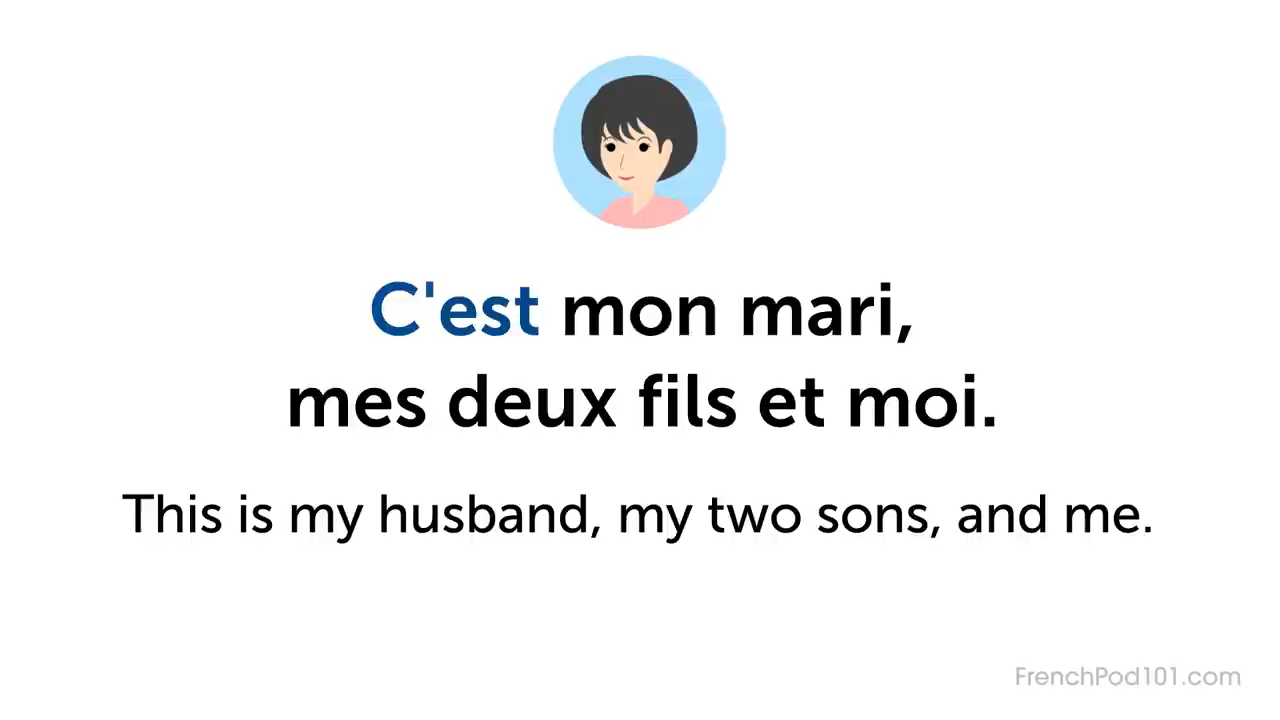 C'est mon mari,
mes deux fils et moi.
This is my husband, my two sons, and me.
FrenchPod101.com